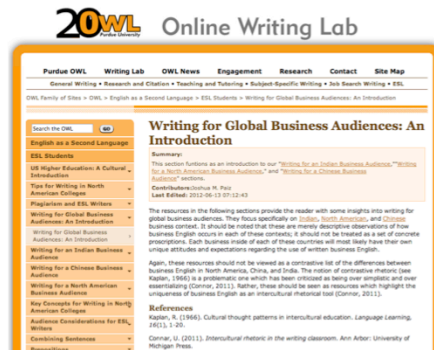 20 OWL Online Writing Lab
Purdue University
Purdue OWL Writing Lab OWL News Engagement Research Contact Site Map
General Writing • Research and Citation • Teaching and Tutoring • Subject-Specific Writing • Job Search Writing • ESL
OWL Family of Sites > OWL > English as a Second Language > ESL Students > Writing for Global Business Audiences: An Introduction
Search the OWL GO
English as a Second Language
ESL Students
US Higher Education: A Cultural
Introduction
Tips for Writing in North
American Colleges
Plagiarism and ESL Writers
Writing for Global Business
Audiences: An Introduction
Writing for Global Business
Audiences: An Introduction
Writing for an Indian Business
Audience
Writing for a Chinese Business
Audience
Writing for a North American
Business Audience
Key Concepts for Writing in North
American Colleges
Audience Considerations for ESL
Writers
Combining Sentences
Prepositions
Writing for Global Business Audiences: An
Introduction
Summary:
This section funtions as an introduction to our "Writing for an Indian Business Audience,""Writing
for a North American Business Audience," and "Writing for a Chinese Business
Audience" sections.
Contributors:Joshua M. Paiz
Last Edited: 2012-06-13 07:12:43
The resources in the following sections provide the reader with some insights into writing for
global business audiences. They focus specifically on Indian, North American, and Chinese
business context. It should be noted that these are merely descriptive observations of how
business English occurs in each of these contexts; it should not be treated as a set of concrete
proscriptions. Each business inside of each of these countries will most likely have their own
unique attitudes and expectations regarding the use of written business English.
Again, these resources should not be viewed as a contrastive list of the differences between
business English in North America, China, and India. The notion of contrastive rhetoric (see
Kaplan, 1966) is a problematic one which has been criticized as being over simplistic and over
essentializing (Connor, 2011). Rather, these should be seen as resources which highlight the
uniqueness of business English as an intercultural rhetorical tool (Connor, 2011).
References
Kaplan, R. (1966). Cultural thought patterns in intercultural education. Language Learning,
16(1), 1-20.
Connar, U. (2011). Intercultural rhetoric in the writing classroom. Ann Arbor: University of
Michigan Press.